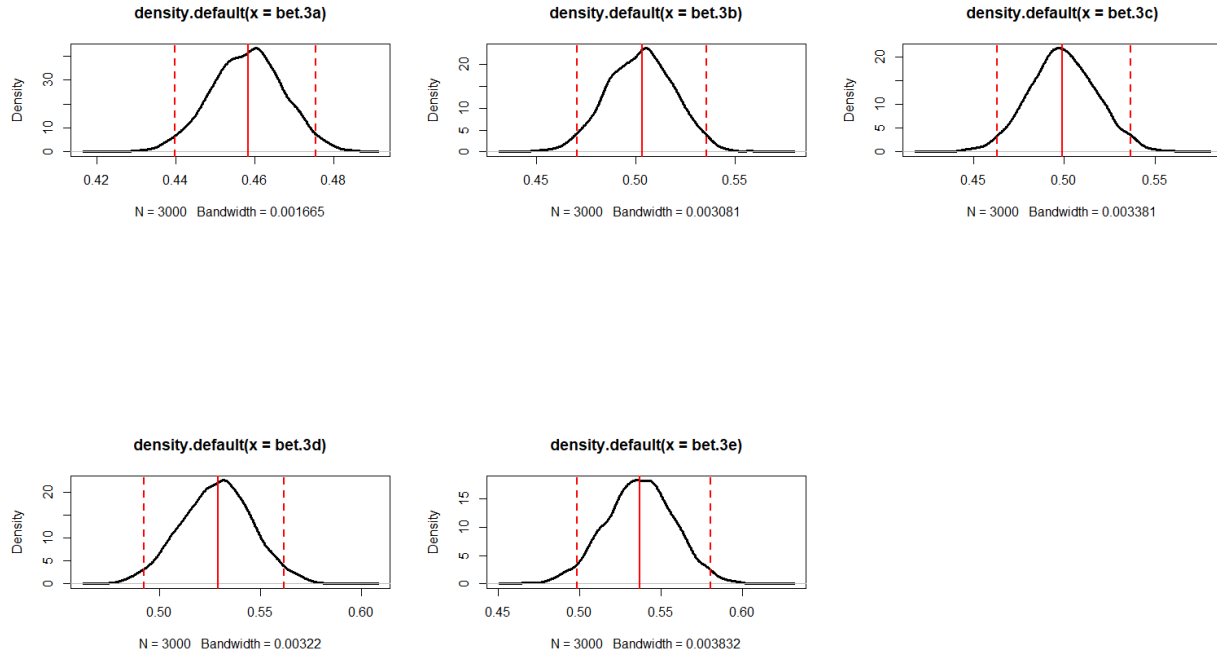 density.default(x = bet.3a)
Density
0 10 30
0.42 0.44 0.46 0.48
N = 3000 Bandwidth = 0.001665
density.default(x = bet.3b)
Density
0 5 10 20
0.45 0.50 0.55
N = 3000 Bandwidth = 0.003081
density.default(x = bet.3c)
Density
0 5 10 20
0.45 0.50 0.55
N = 3000 Bandwidth = 0.003381
density.default(x = bet.3d)
Density
0 5 10 20
0.50 0.55 0.60
N = 3000 Bandwidth = 0.00322
density.default(x = bet.3e)
Density
0 5 10 15
0.45 0.50 0.55 0.60
N = 3000 Bandwidth = 0.003832